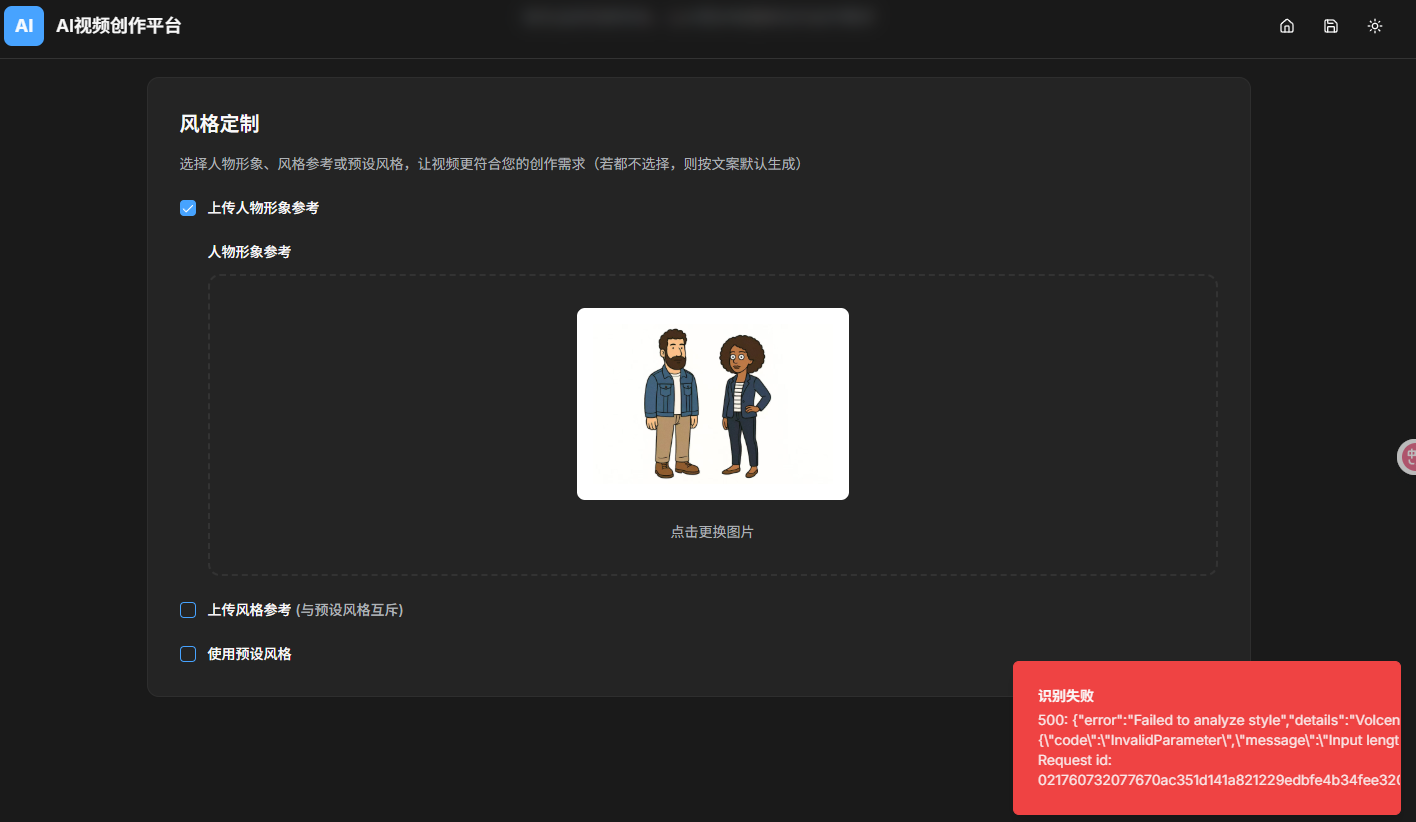 AI AI视频创作平台
风格定制
选择人物形象、风格参考或预设风格，让视频更符合您的创作需求（若都不选择，则按文案默认生成）
上传人物形象参考
人物形象参考
点击更换图片
上传风格参考 (与预设风格互斥)
使用预设风格
识别失败
500: {"error":"Failed to analyze style","details":"Volcen
{\"code\":\"InvalidParameter\",\"message\":\"Input lengt
Request id:
021760732077670ac351d141a821229edbfe4b34fee320
中